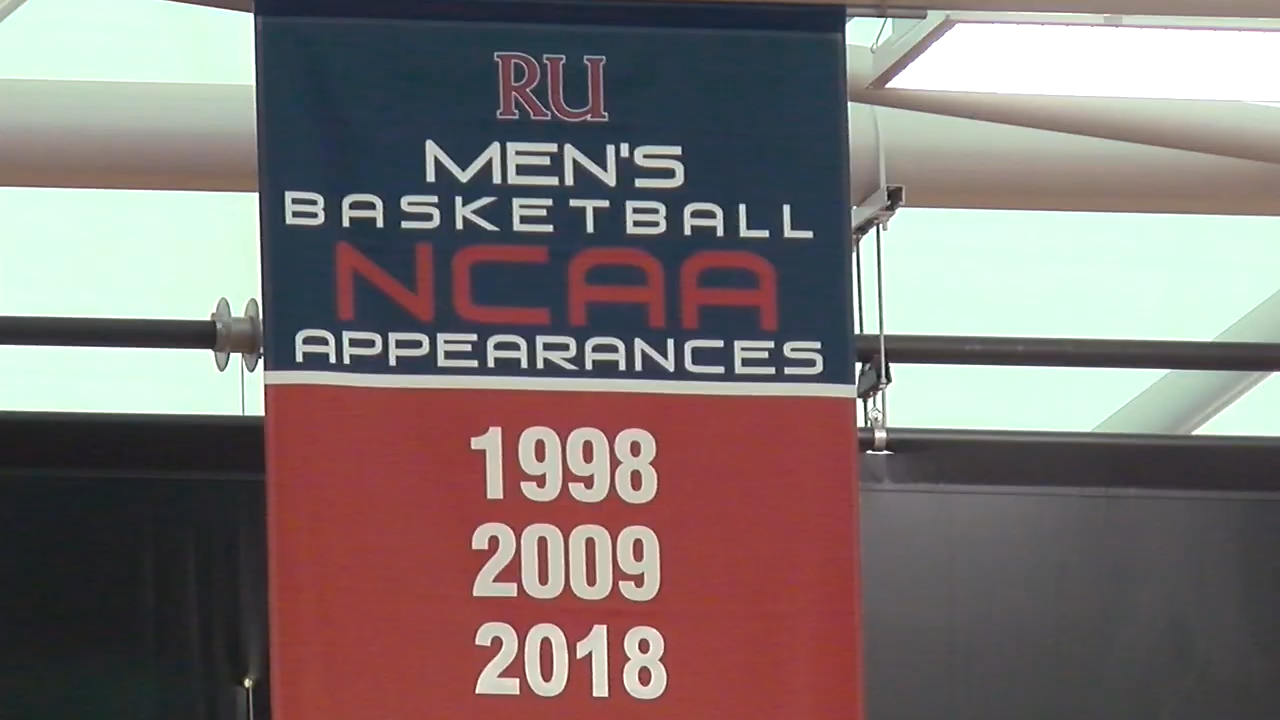 RU
MEN'S
BASKETBALL
NCAA
APPEARANCES
1998
2009
2018